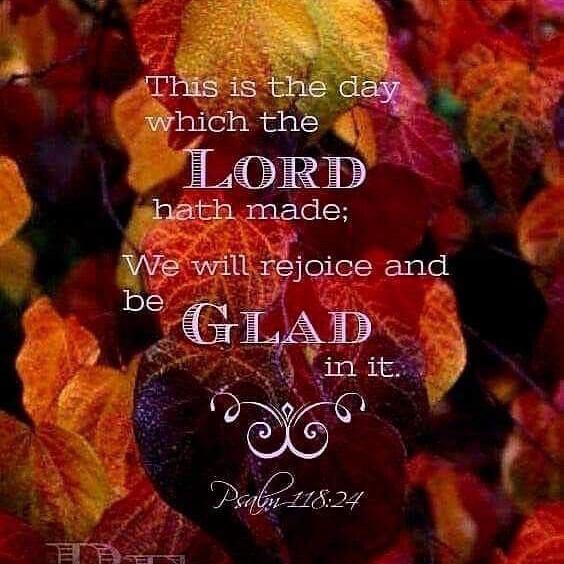 This is the day
which the
LORD
hath made;
We will rejoice and
be GLAD
in it.
Psalm 118:24